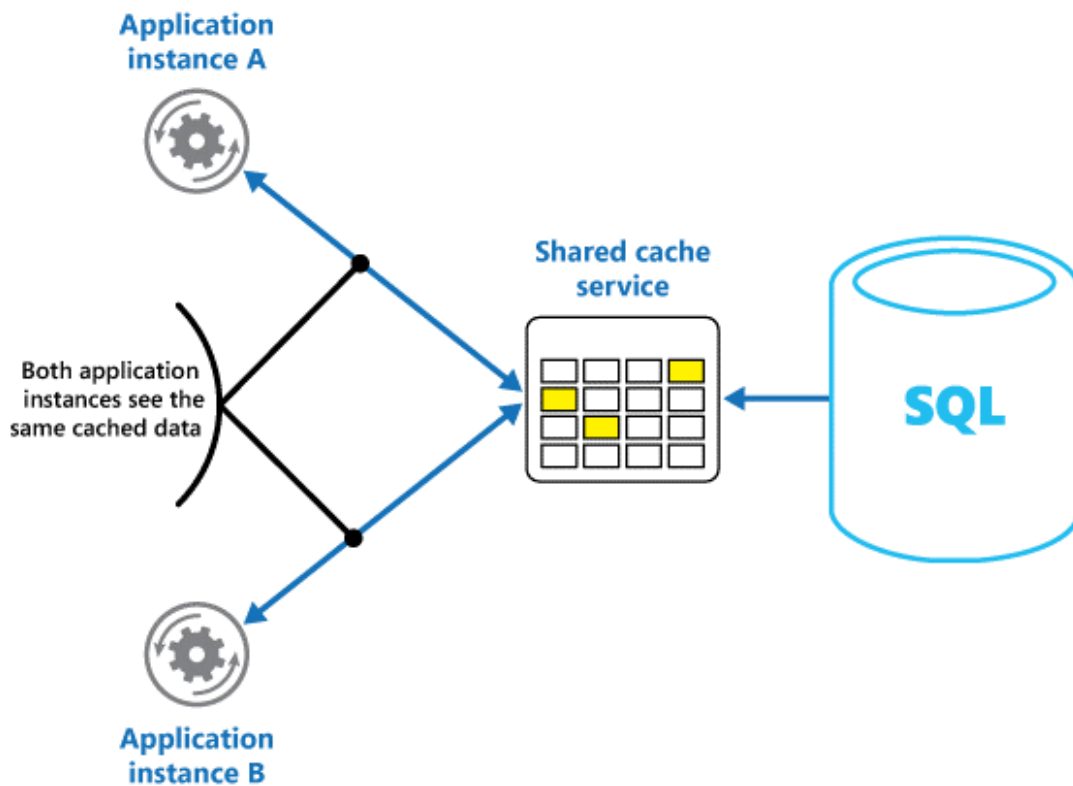 Application
instance A
Shared cache
service
Both application
instances see the
same cached data
SQL
Application
instance B